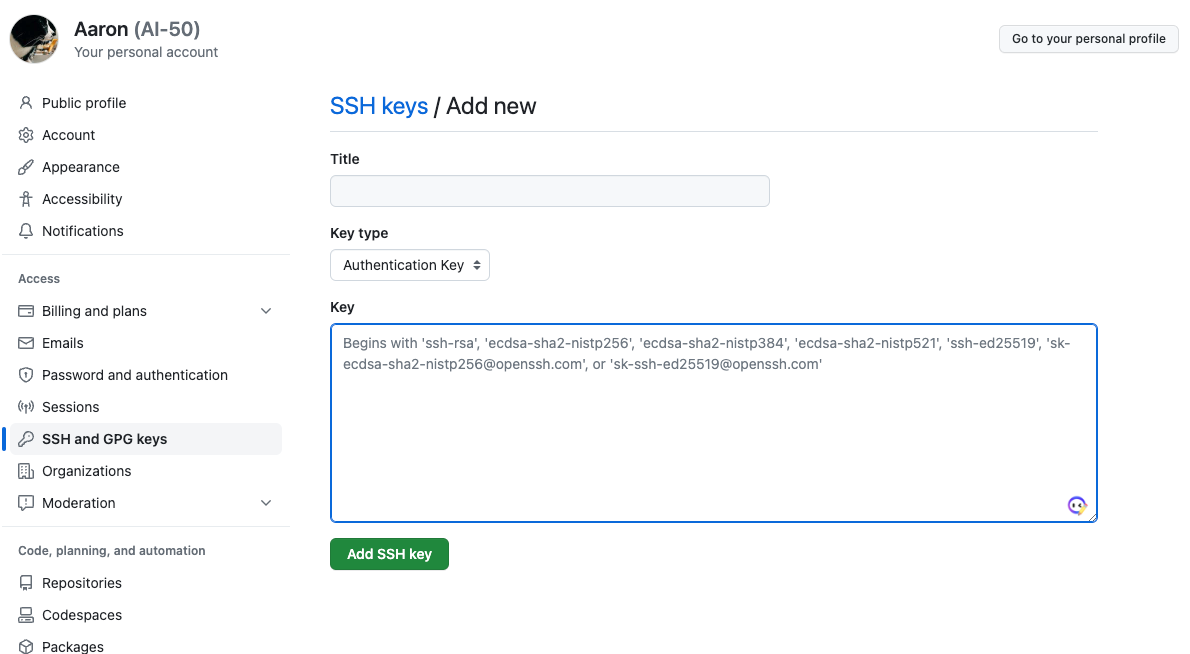 Aaron (AI-50)
Your personal account
Go to your personal profile
Public profile
Account
Appearance
Accessibility
Notifications
Access
Billing and plans
Emails
Password and authentication
Sessions
SSH and GPG keys
Organizations
Moderation
Code, planning, and automation
Repositories
Codespaces
Packages
SSH keys / Add new
Title
Key type
Authentication Key
Key
Begins with 'ssh-rsa', 'ecdsa-sha2-nistp256', 'ecdsa-sha2-nistp384', 'ecdsa-sha2-nistp521', 'ssh-ed25519', 'sk-
ecdsa-sha2-nistp256@openssh.com', or 'sk-ssh-ed25519@openssh.com'
Add SSH key